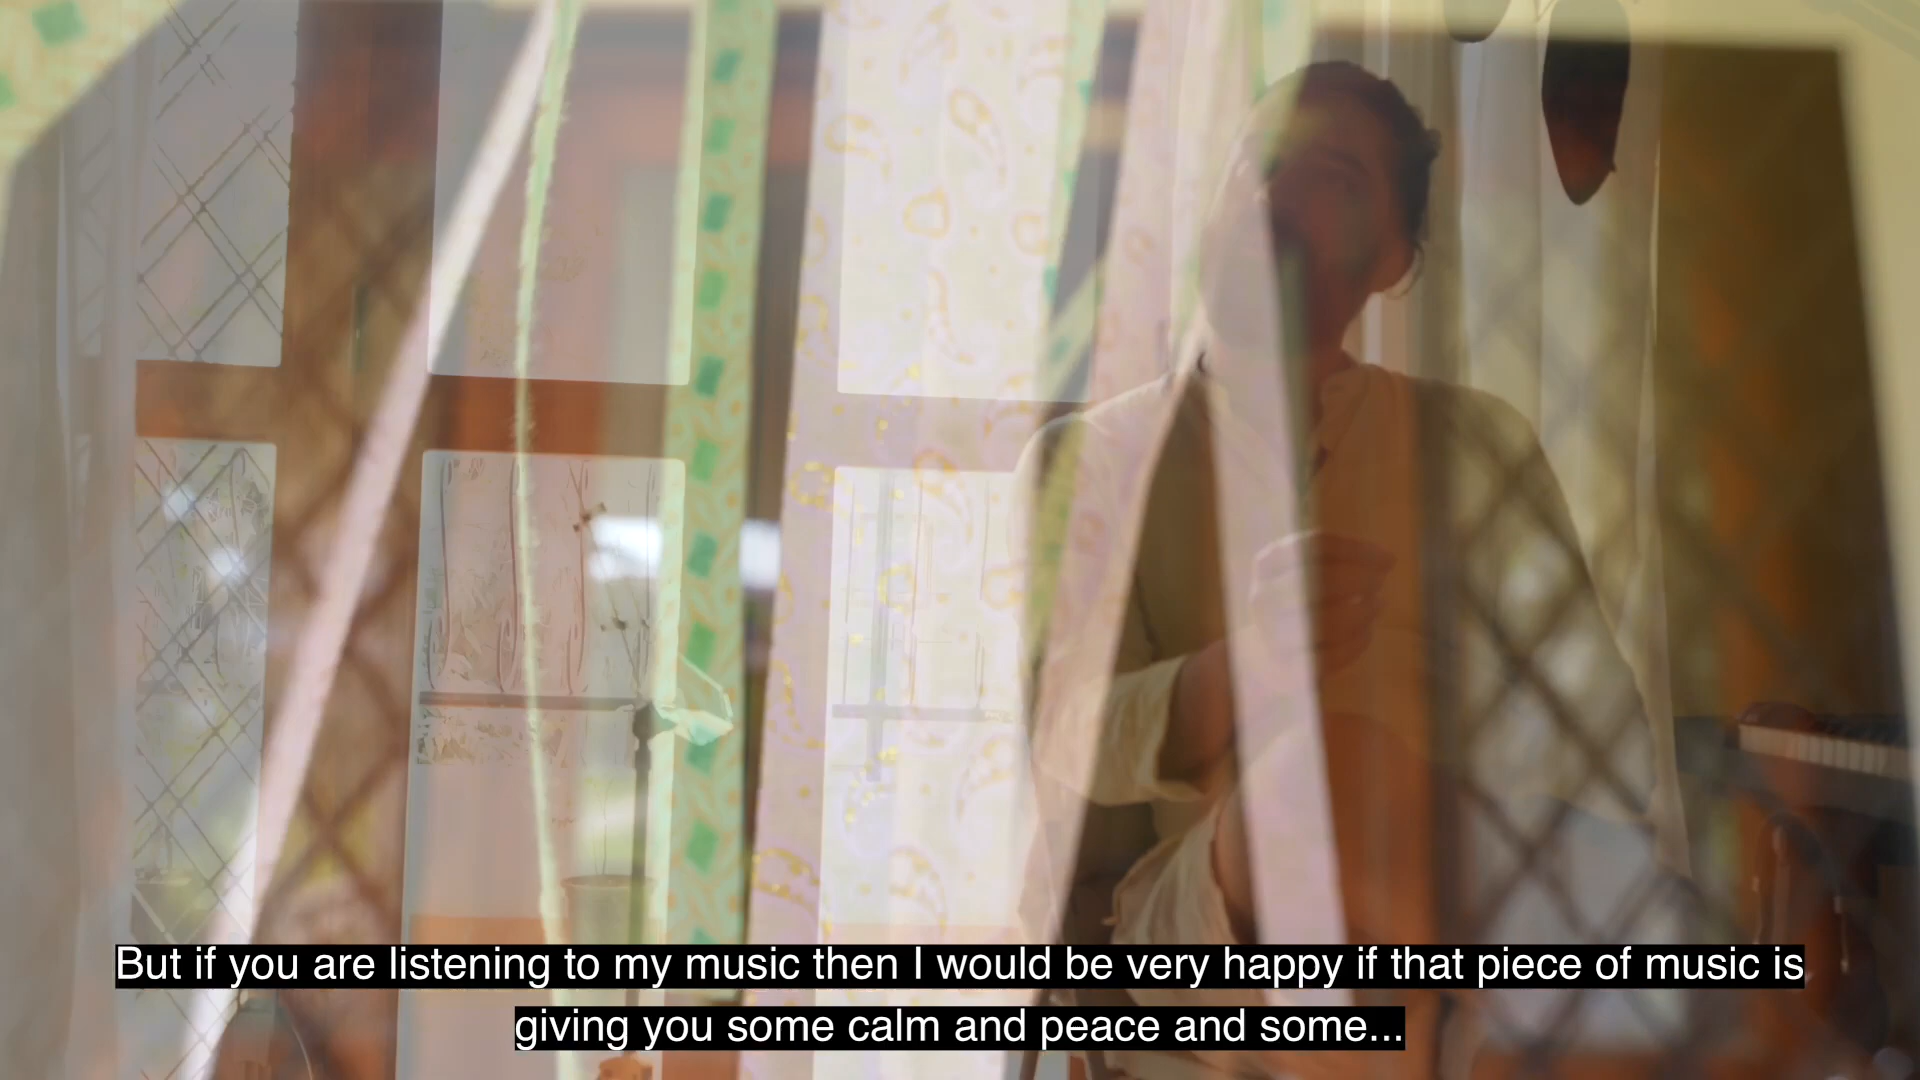 But if you are listening to my music then I would be very happy if that piece of music is
giving you some calm and peace and some...